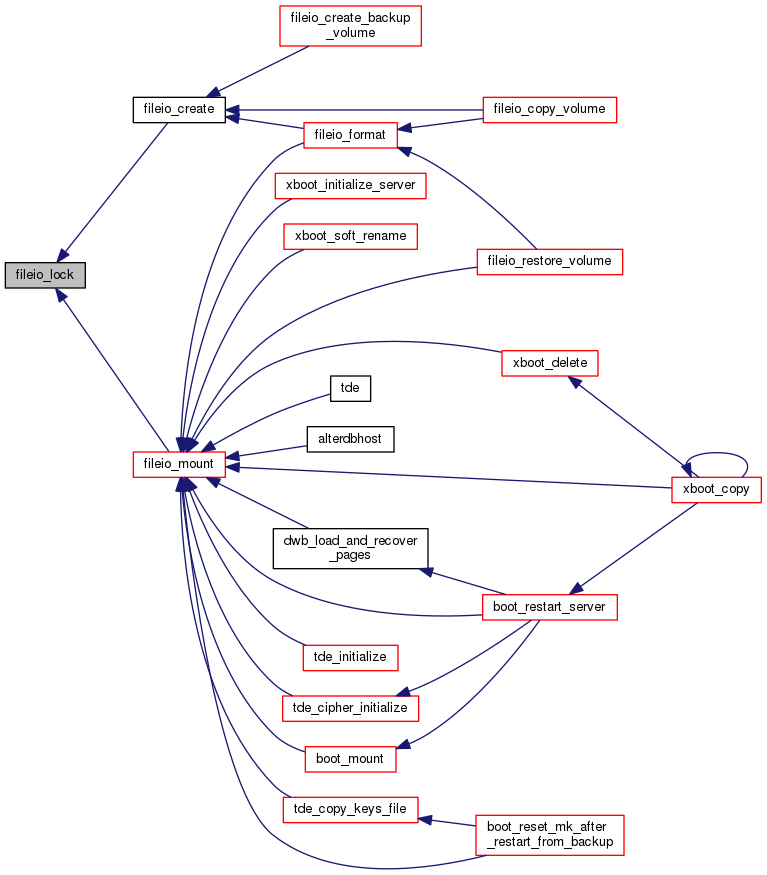 fileio_create_backup
_volume
fileio_create
fileio_copy_volume
fileio_format
xboot_initialize_server
xboot_soft_rename
fileio_restore_volume
fileio_lock
xboot_delete
tde
alterdbhost
fileio_mount
xboot_copy
dwb_load_and_recover
_pages
boot_restart_server
tde_initialize
tde_cipher_initialize
boot_mount
tde_copy_keys_file
boot_reset_mk_after
_restart_from_backup